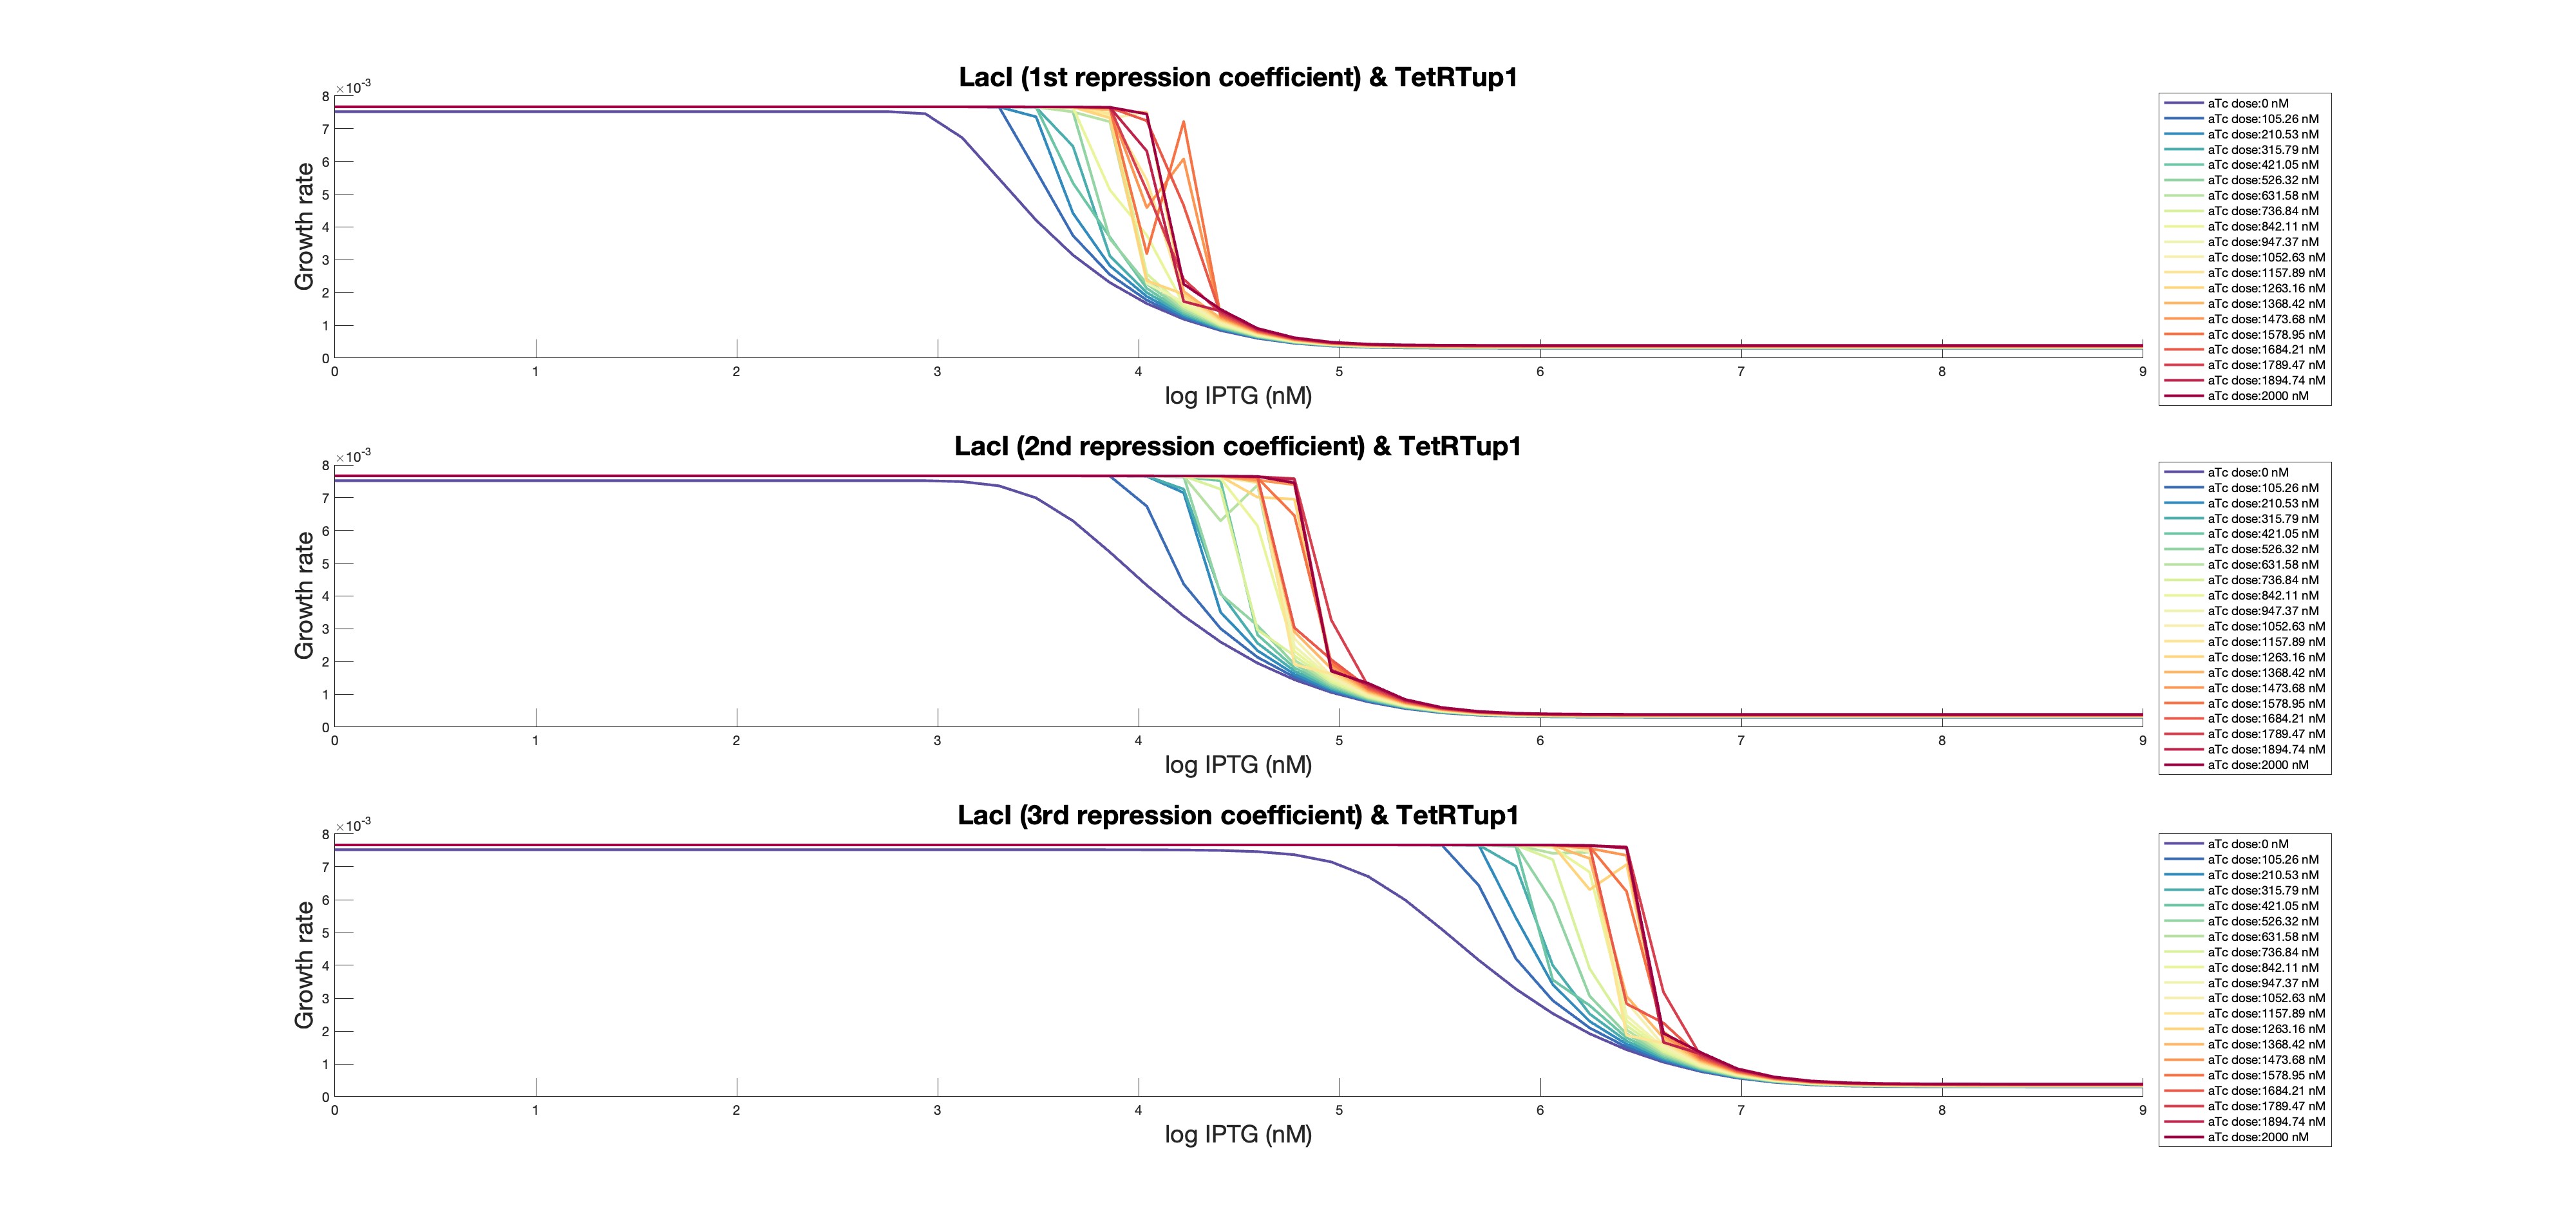 LacI (1st repression coefficient) & TetRTup1
×10-3
8
7
6
5
4
3
2
1
0
Growth rate
0 1 2 3 4 5 6 7 8 9
log IPTG (nM)
aTc dose:0 nM
aTc dose:105.26 nM
aTc dose:210.53 nM
aTc dose:315.79 nM
aTc dose:421.05 nM
aTc dose:526.32 nM
aTc dose:631.58 nM
aTc dose:736.84 nM
aTc dose:842.11 nM
aTc dose:947.37 nM
aTc dose:1052.63 nM
aTc dose:1157.89 nM
aTc dose:1263.16 nM
aTc dose:1368.42 nM
aTc dose:1473.68 nM
aTc dose:1578.95 nM
aTc dose:1684.21 nM
aTc dose:1789.47 nM
aTc dose:1894.74 nM
aTc dose:2000 nM
LacI (2nd repression coefficient) & TetRTup1
×10-3
8
7
6
5
4
3
2
1
0
Growth rate
0 1 2 3 4 5 6 7 8 9
log IPTG (nM)
aTc dose:0 nM
aTc dose:105.26 nM
aTc dose:210.53 nM
aTc dose:315.79 nM
aTc dose:421.05 nM
aTc dose:526.32 nM
aTc dose:631.58 nM
aTc dose:736.84 nM
aTc dose:842.11 nM
aTc dose:947.37 nM
aTc dose:1052.63 nM
aTc dose:1157.89 nM
aTc dose:1263.16 nM
aTc dose:1368.42 nM
aTc dose:1473.68 nM
aTc dose:1578.95 nM
aTc dose:1684.21 nM
aTc dose:1789.47 nM
aTc dose:1894.74 nM
aTc dose:2000 nM
LacI (3rd repression coefficient) & TetRTup1
×10-3
8
7
6
5
4
3
2
1
0
Growth rate
0 1 2 3 4 5 6 7 8 9
log IPTG (nM)
aTc dose:0 nM
aTc dose:105.26 nM
aTc dose:210.53 nM
aTc dose:315.79 nM
aTc dose:421.05 nM
aTc dose:526.32 nM
aTc dose:631.58 nM
aTc dose:736.84 nM
aTc dose:842.11 nM
aTc dose:947.37 nM
aTc dose:1052.63 nM
aTc dose:1157.89 nM
aTc dose:1263.16 nM
aTc dose:1368.42 nM
aTc dose:1473.68 nM
aTc dose:1578.95 nM
aTc dose:1684.21 nM
aTc dose:1789.47 nM
aTc dose:1894.74 nM
aTc dose:2000 nM